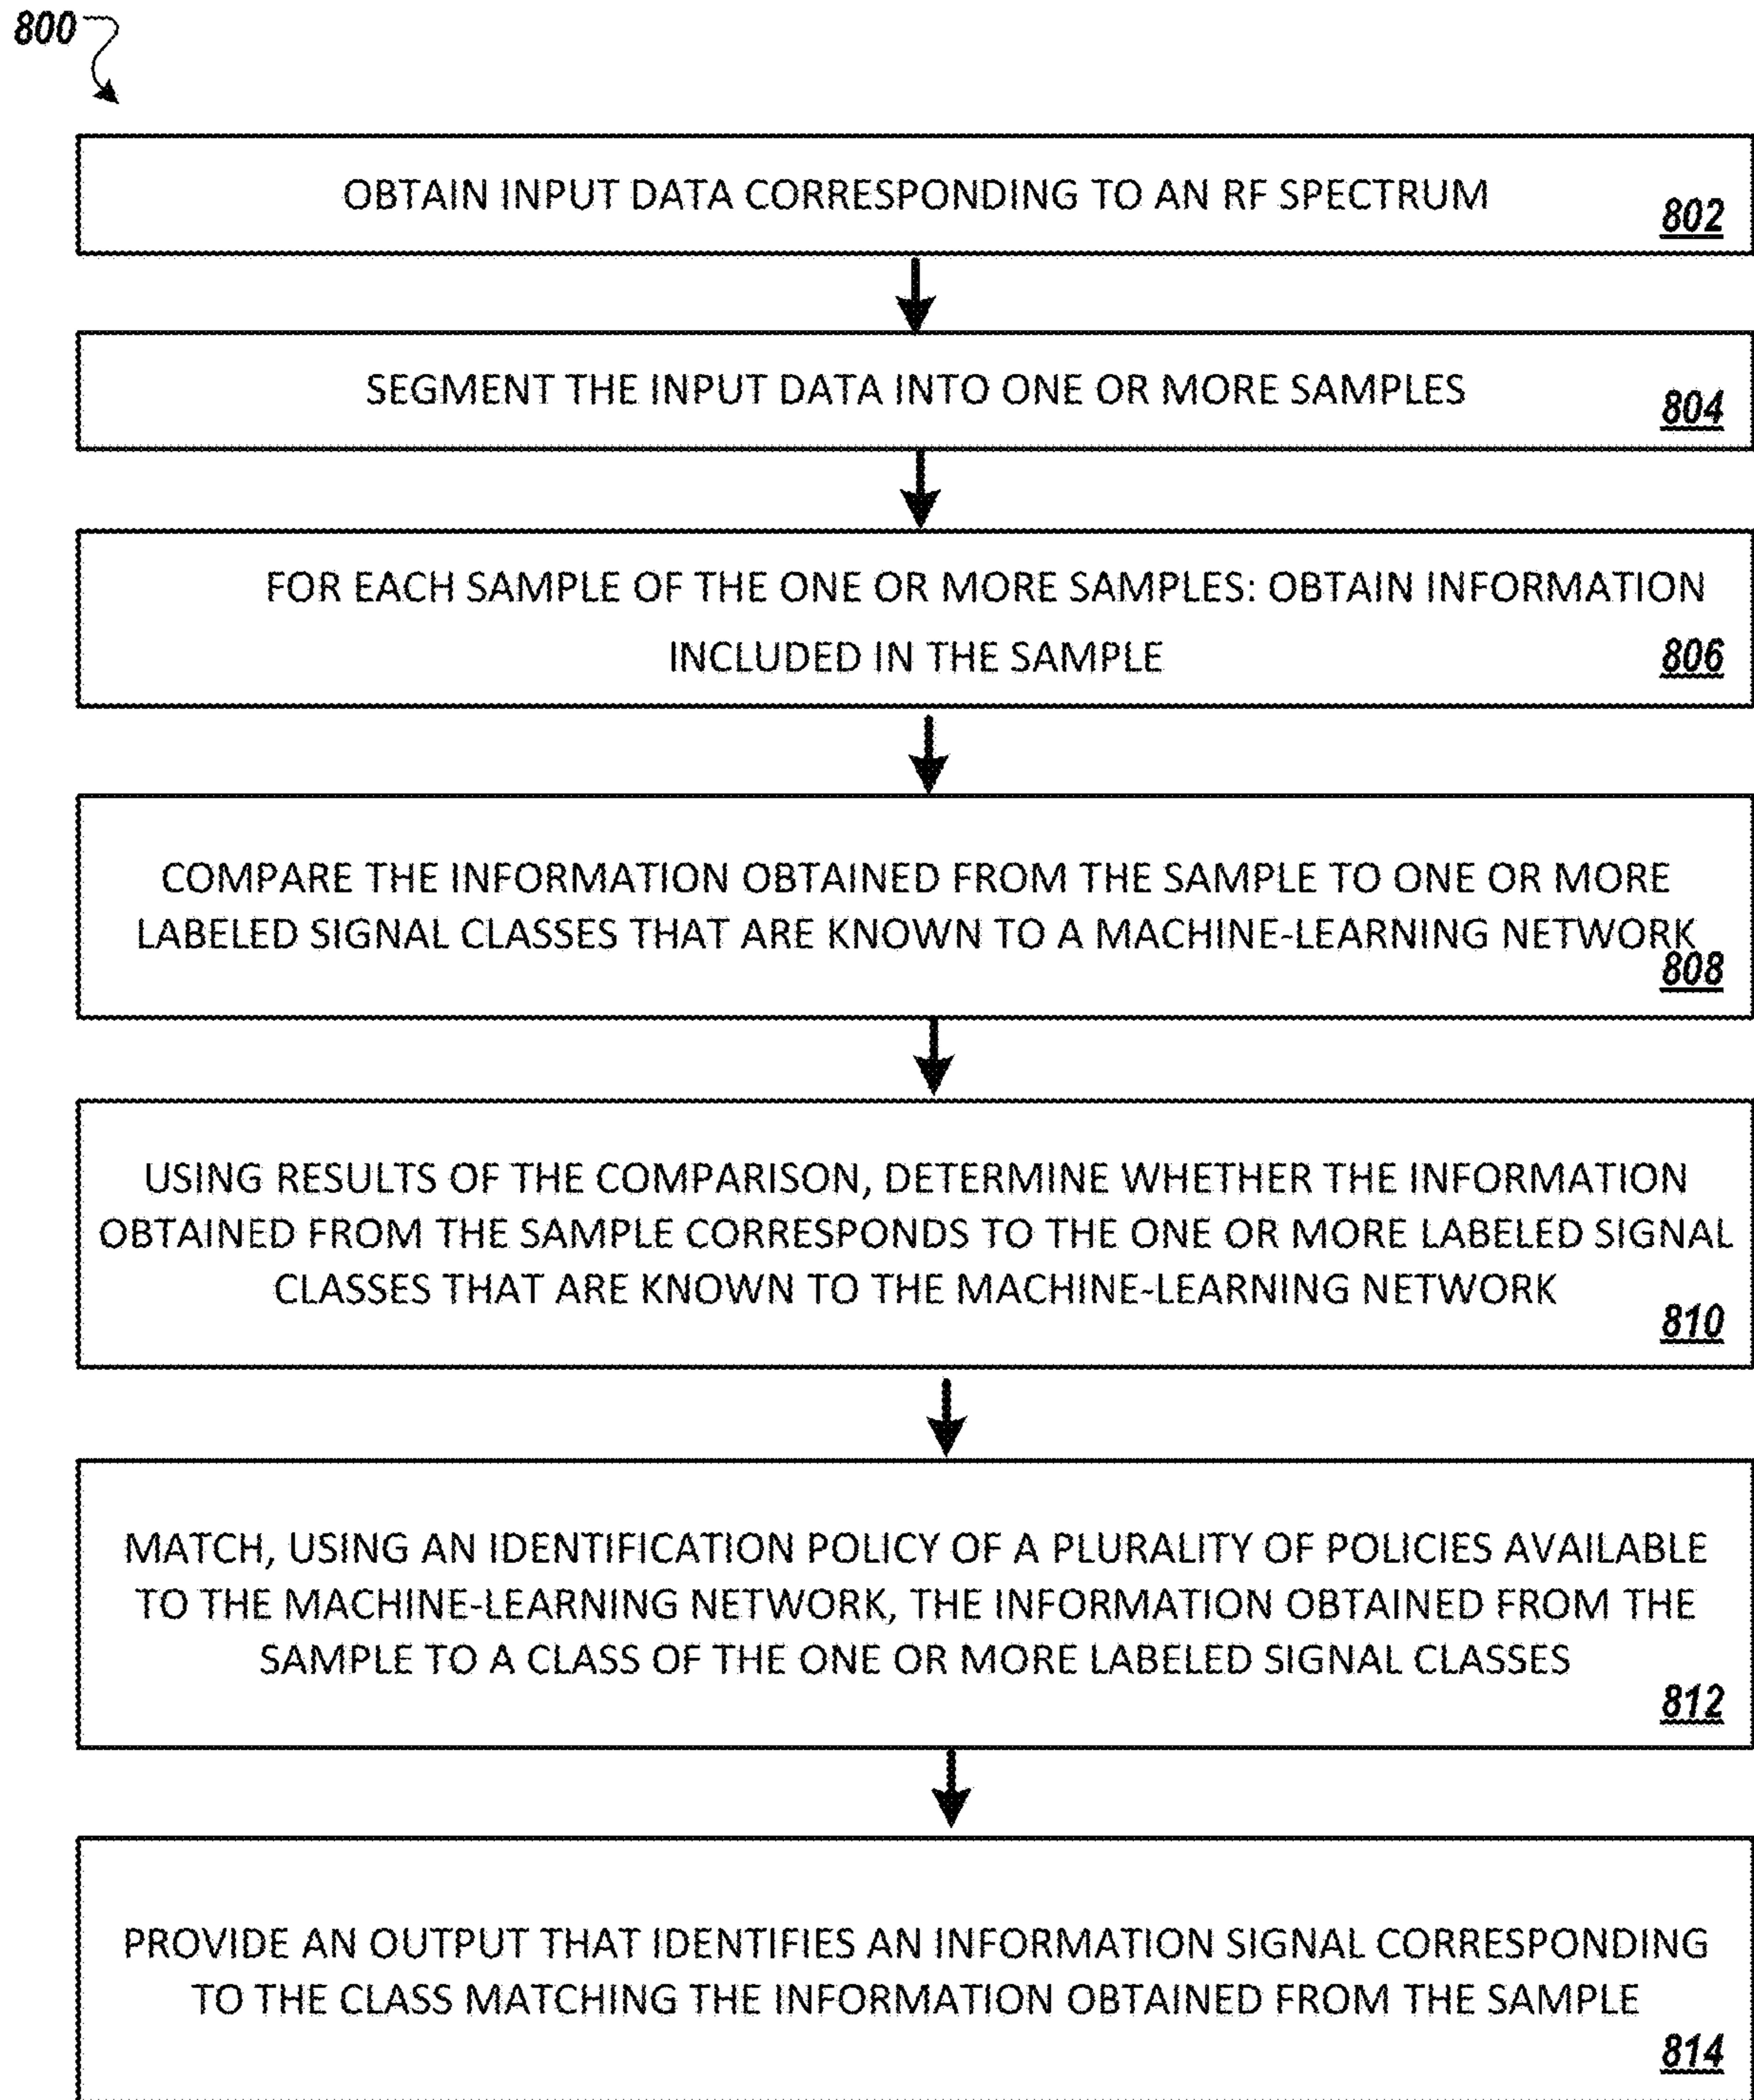 800
OBTAIN INPUT DATA CORRESPONDING TO AN RF SPECTRUM
802
SEGMENT THE INPUT DATA INTO ONE OR MORE SAMPLES
804
FOR EACH SAMPLE OF THE ONE OR MORE SAMPLES: OBTAIN INFORMATION
INCLUDED IN THE SAMPLE
806
COMPARE THE INFORMATION OBTAINED FROM THE SAMPLE TO ONE OR MORE
LABELED SIGNAL CLASSES THAT ARE KNOWN TO A MACHINE-LEARNING NETWORK
808
USING RESULTS OF THE COMPARISON, DETERMINE WHETHER THE INFORMATION
OBTAINED FROM THE SAMPLE CORRESPONDS TO THE ONE OR MORE LABELED SIGNAL
CLASSES THAT ARE KNOWN TO THE MACHINE-LEARNING NETWORK
810
MATCH, USING AN IDENTIFICATION POLICY OF A PLURALITY OF POLICIES AVAILABLE
TO THE MACHINE-LEARNING NETWORK, THE INFORMATION OBTAINED FROM THE
SAMPLE TO A CLASS OF THE ONE OR MORE LABELED SIGNAL CLASSES
812
PROVIDE AN OUTPUT THAT IDENTIFIES AN INFORMATION SIGNAL CORRESPONDING
TO THE CLASS MATCHING THE INFORMATION OBTAINED FROM THE SAMPLE
814